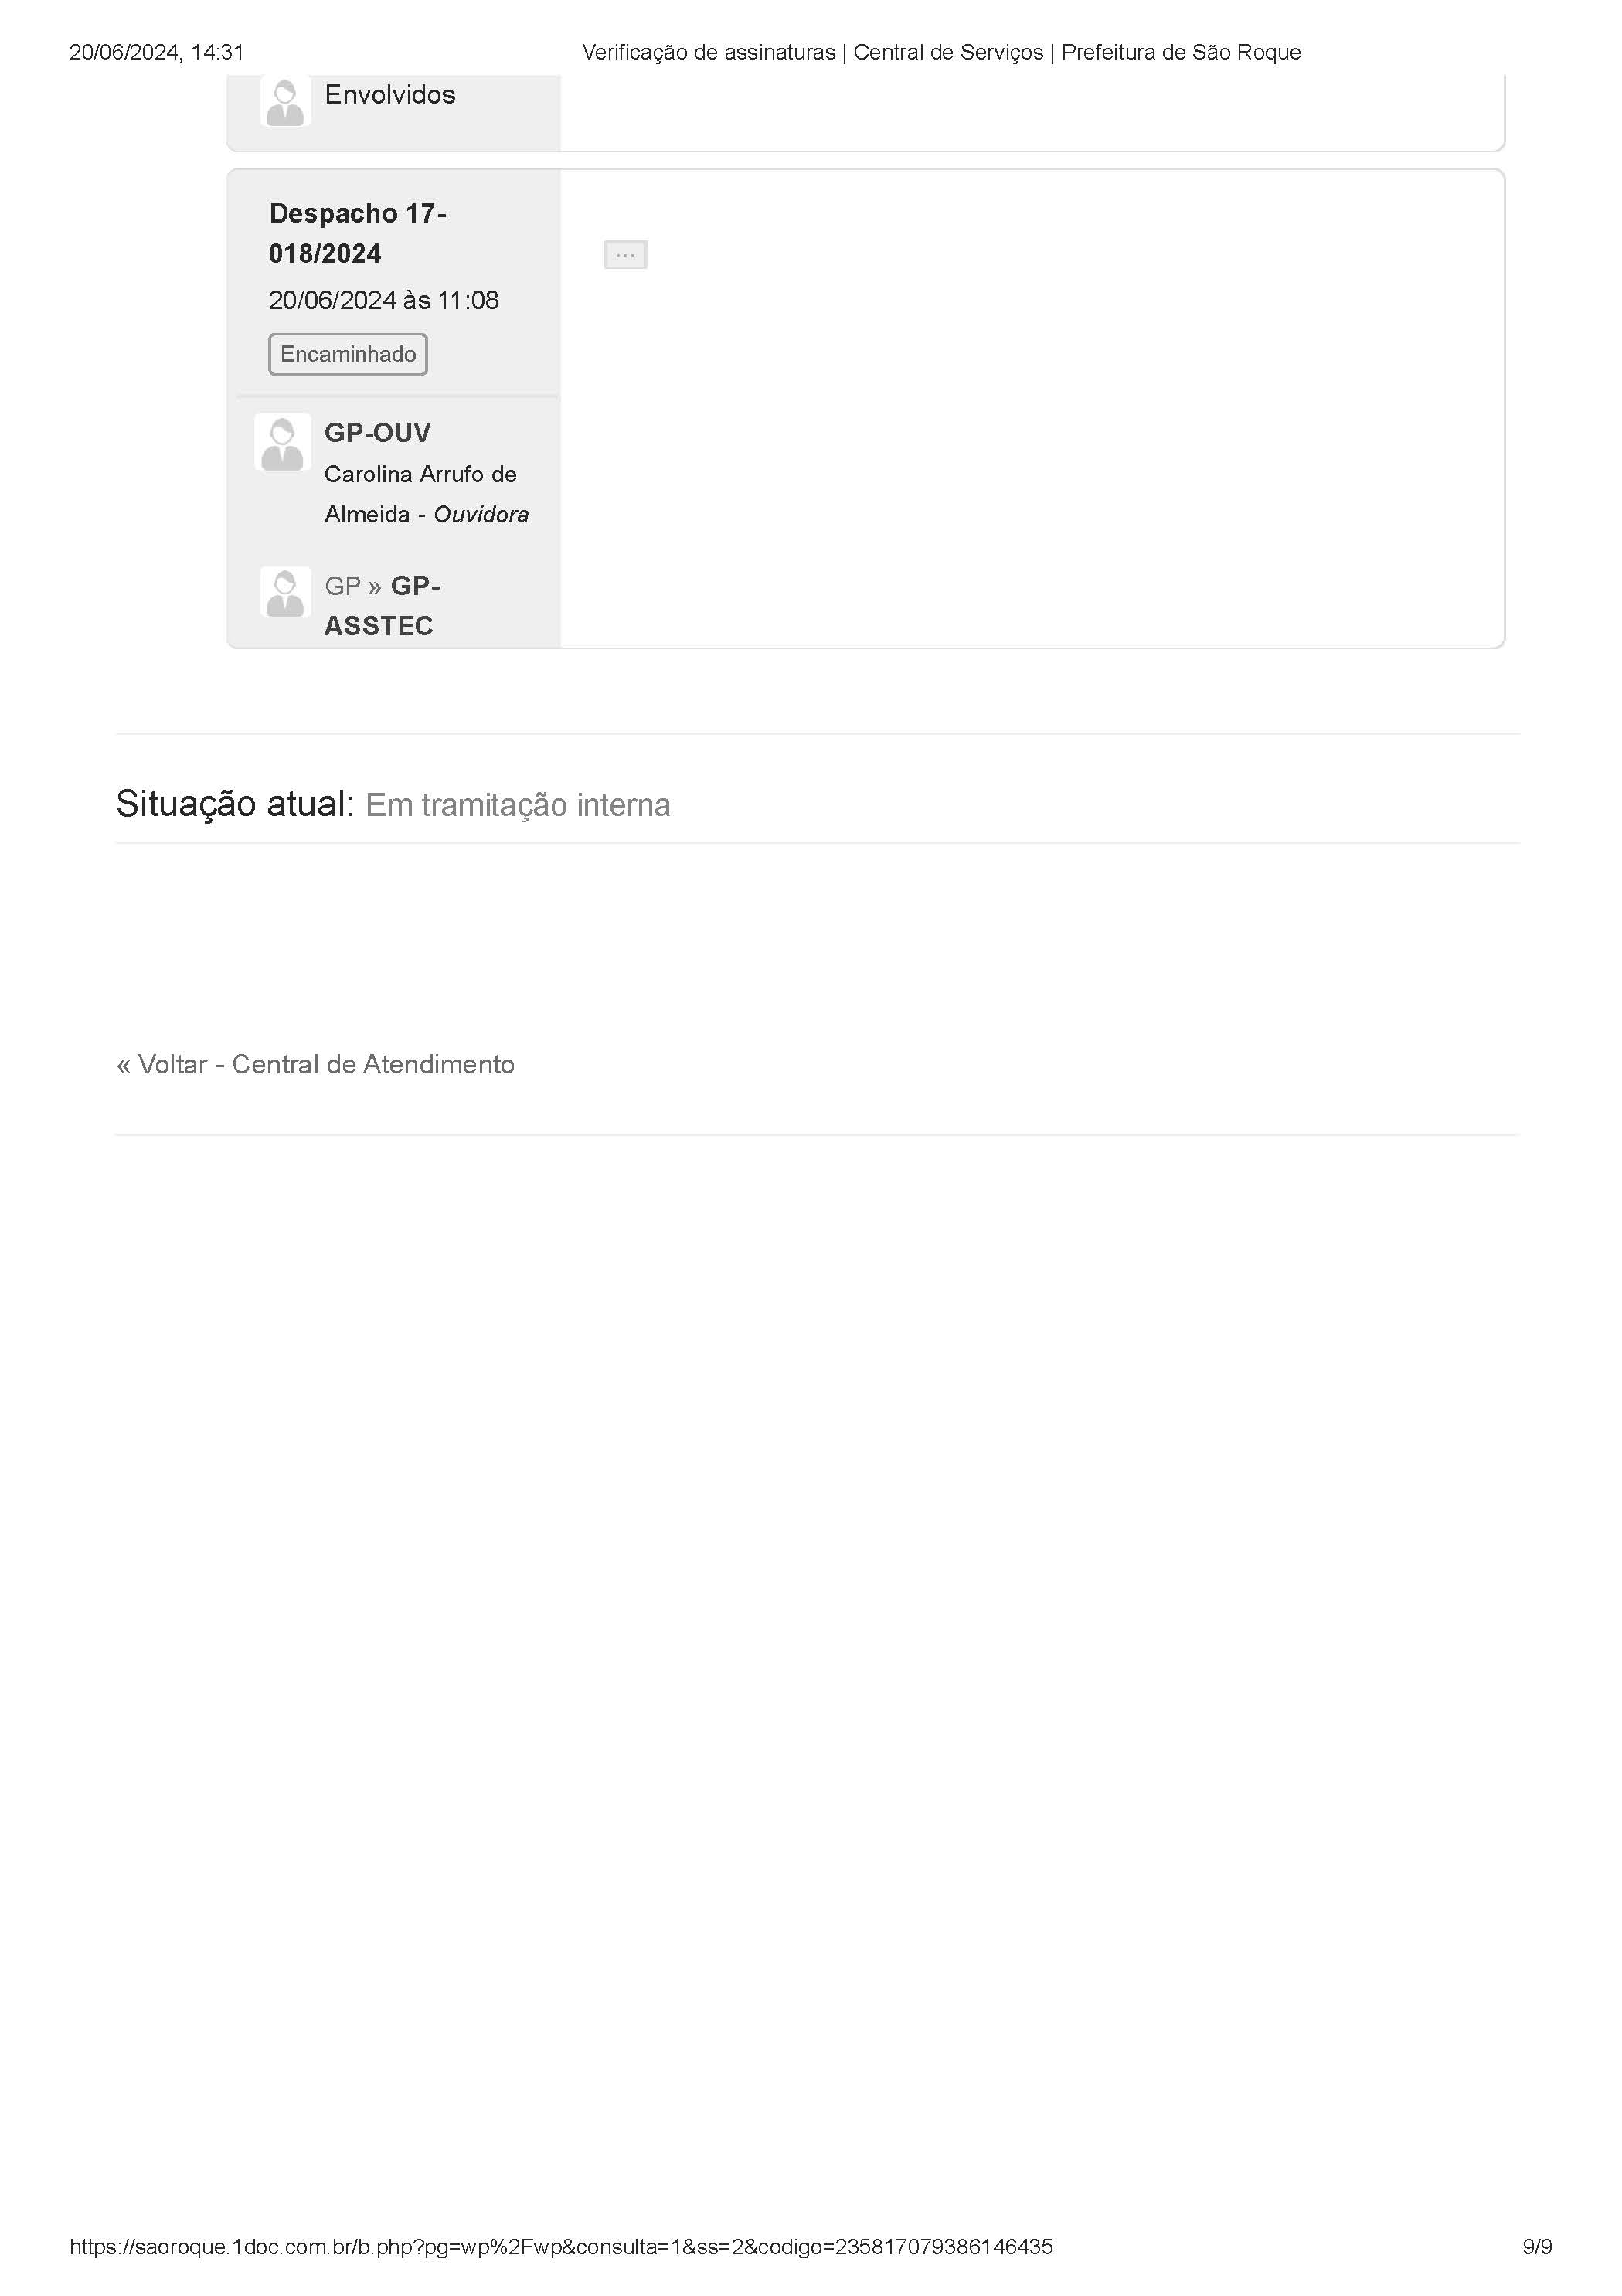 20/06/2024, 14:31 Verificação de assinaturas | Central de Serviços | Prefeitura de São Roque
Envolvidos
Despacho 17-
018/2024
20/06/2024 às 11:08
Encaminhado
...
GP-OUV
Carolina Arrufo de
Almeida - Ouvidora
GP » GP-
ASSTEC
Situação atual: Em tramitação interna
« Voltar - Central de Atendimento
https://saoroque.1doc.com.br/b.php?pg=wp%2Fwp&consulta=1&ss=2&codigo=235817079386146435 9/9